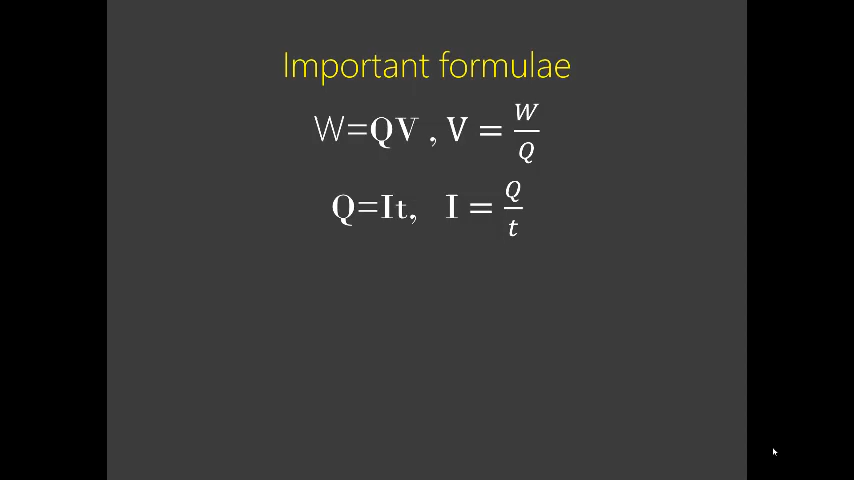 Important formulae
W=QV , V = W/Q
Q=It, I = Q/t